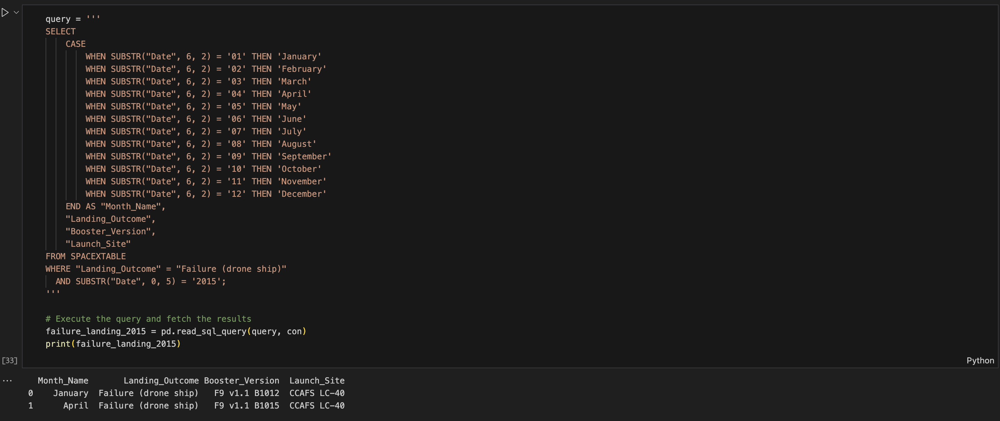 query = '''
SELECT
CASE
WHEN SUBSTR("Date", 6, 2) = '01' THEN 'January'
WHEN SUBSTR("Date", 6, 2) = '02' THEN 'February'
WHEN SUBSTR("Date", 6, 2) = '03' THEN 'March'
WHEN SUBSTR("Date", 6, 2) = '04' THEN 'April'
WHEN SUBSTR("Date", 6, 2) = '05' THEN 'May'
WHEN SUBSTR("Date", 6, 2) = '06' THEN 'June'
WHEN SUBSTR("Date", 6, 2) = '07' THEN 'July'
WHEN SUBSTR("Date", 6, 2) = '08' THEN 'August'
WHEN SUBSTR("Date", 6, 2) = '09' THEN 'September'
WHEN SUBSTR("Date", 6, 2) = '10' THEN 'October'
WHEN SUBSTR("Date", 6, 2) = '11' THEN 'November'
WHEN SUBSTR("Date", 6, 2) = '12' THEN 'December'
END AS "Month_Name",
"Landing_Outcome",
"Booster_Version",
"Launch_Site"
FROM SPACEXTABLE
WHERE "Landing_Outcome" = "Failure (drone ship)"
AND SUBSTR("Date", 0, 5) = '2015';
'''
# Execute the query and fetch the results
failure_landing_2015 = pd.read_sql_query(query, con)
print(failure_landing_2015)
[33]
Python
... Month_Name Landing_Outcome Booster_Version Launch_Site
0 January Failure (drone ship) F9 v1.1 B1012 CCAFS LC-40
1 April Failure (drone ship) F9 v1.1 B1015 CCAFS LC-40